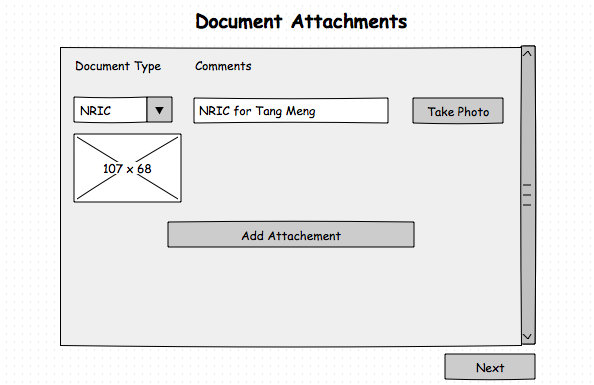 Document Attachments
Document Type Comments
NRIC NRIC for Tang Meng Take Photo
107 x 68
Add Attachement
Next